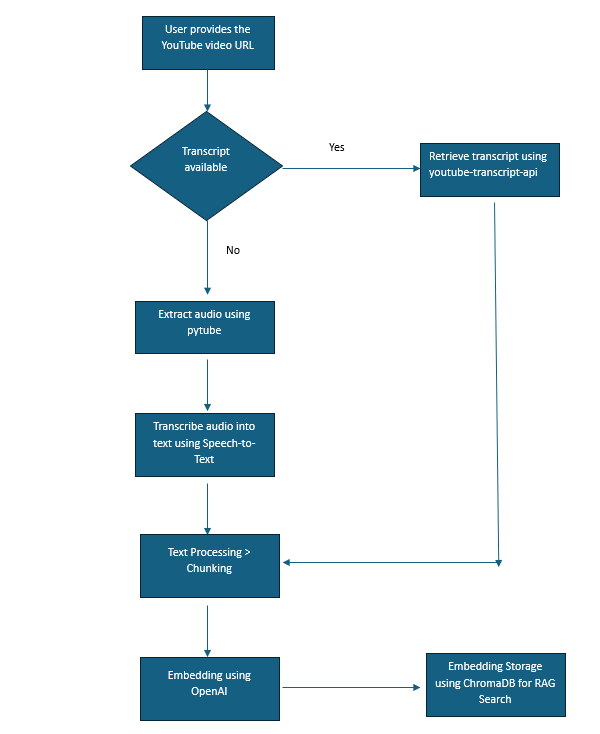 User provides the
YouTube video URL
Transcript
available
Yes
Retrieve transcript using
youtube-transcript-api
No
Extract audio using
pytube
Transcribe audio into
text using Speech-to-
Text
Text Processing >
Chunking
Embedding using
OpenAI
Embedding Storage
using ChromaDB for RAG
Search